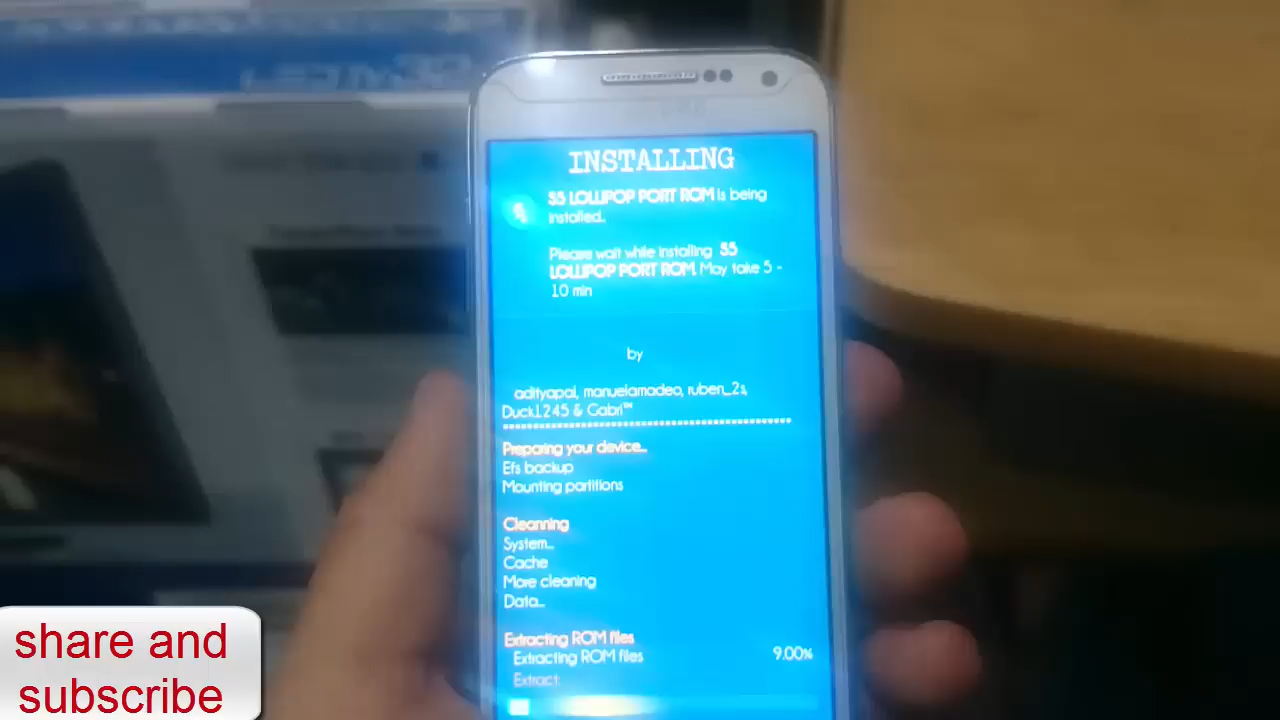 INSTALLING
S5 LOLLIPOP PORT ROM is being
installed..
Please wait while installing S5
LOLLIPOP PORT ROM. May take 5 -
10 min
by
adityapai, manuelamadeo, ruben_2s,
Duck1245 & Gabri™
Preparing your device...
Efs backup
Mounting partitions
Cleanning
System...
Cache
More cleaning
Data...
Extracting ROM files
Extracting ROM files 9.00%
Extract:
share and
subscribe